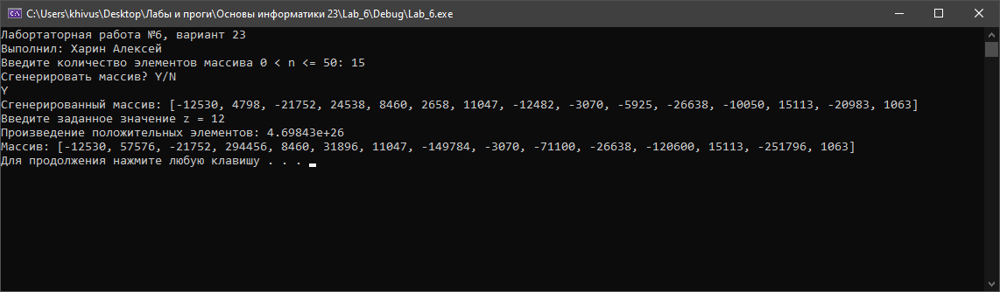 C:\Users\khivus\Desktop\Лабы и проги\Основы информатики 23\Lab_6\Debug\Lab_6.exe
Лабортаторная работа №6, вариант 23
Выполнил: Харин Алексей
Введите количество элементов массива 0 < n <= 50: 15
Сгенерировать массив? Y/N
Y
Сгенерированный массив: [-12530, 4798, -21752, 24538, 8460, 2658, 11047, -12482, -3070, -5925, -26638, -10050, 15113, -20983, 1063]
Введите заданное значение z = 12
Произведение положительных элементов: 4.69843e+26
Массив: [-12530, 57576, -21752, 294456, 8460, 31896, 11047, -149784, -3070, -71100, -26638, -120600, 15113, -251796, 1063]
Для продолжения нажмите любую клавишу . . .